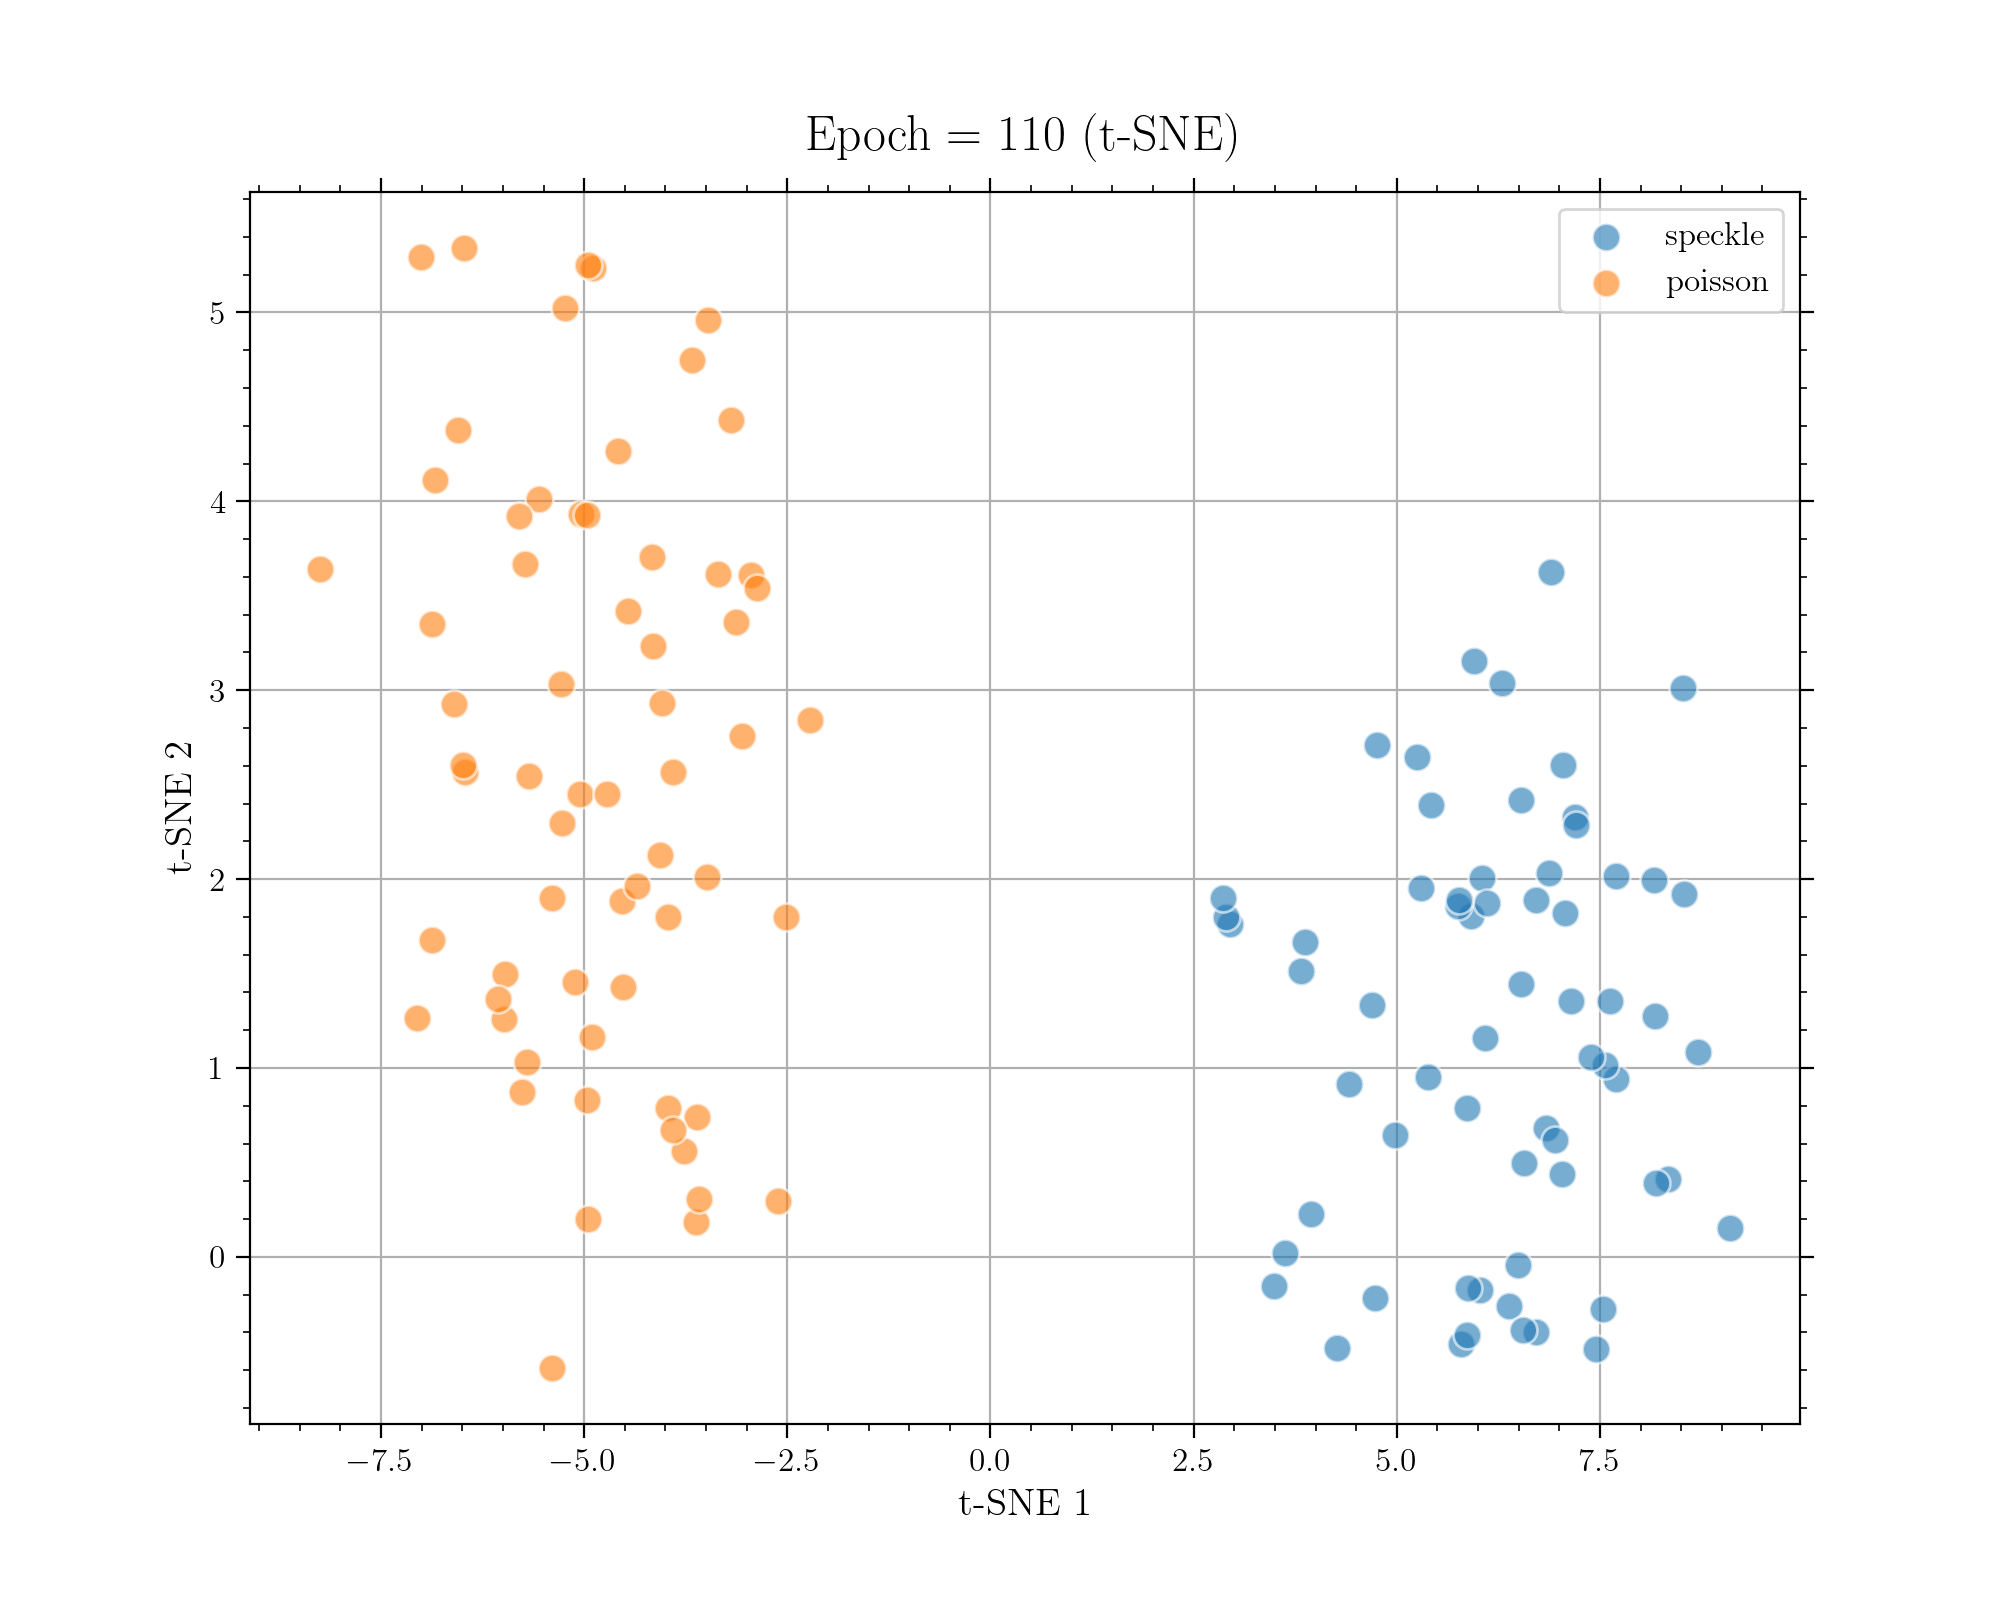 Epoch = 110 (t-SNE)
speckle
poisson
5
4
3
2
1
0
t-SNE 2
−7.5 −5.0 −2.5 0.0 2.5 5.0 7.5
t-SNE 1